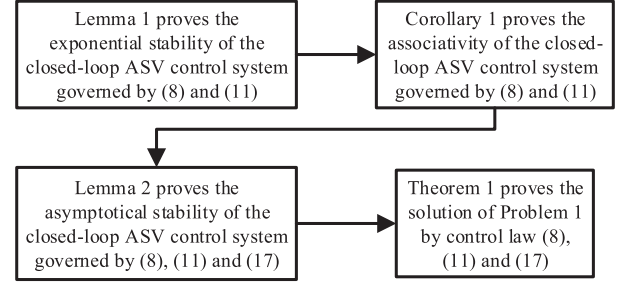 Lemma 1 proves the
exponential stability of the
closed-loop ASV control system
governed by (8) and (11)
Corollary 1 proves the
associativity of the closed-
loop ASV control system
governed by (8) and (11)
Lemma 2 proves the
asymptotical stability of the
closed-loop ASV control system
governed by (8), (11) and (17)
Theorem 1 proves the
solution of Problem 1
by control law (8),
(11) and (17)